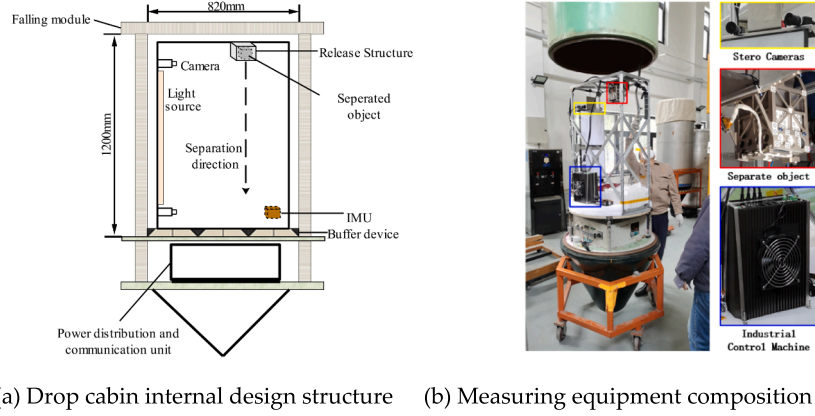 820mm
Falling module
Release Structure
Camera
Light
source
Seperated
object
1200mm
Separation
direction
IMU
Buffer device
Power distribution and
communication unit
Stero Cameras
Separate object
Industrial
Control Machine
(a) Drop cabin internal design structure
(b) Measuring equipment composition